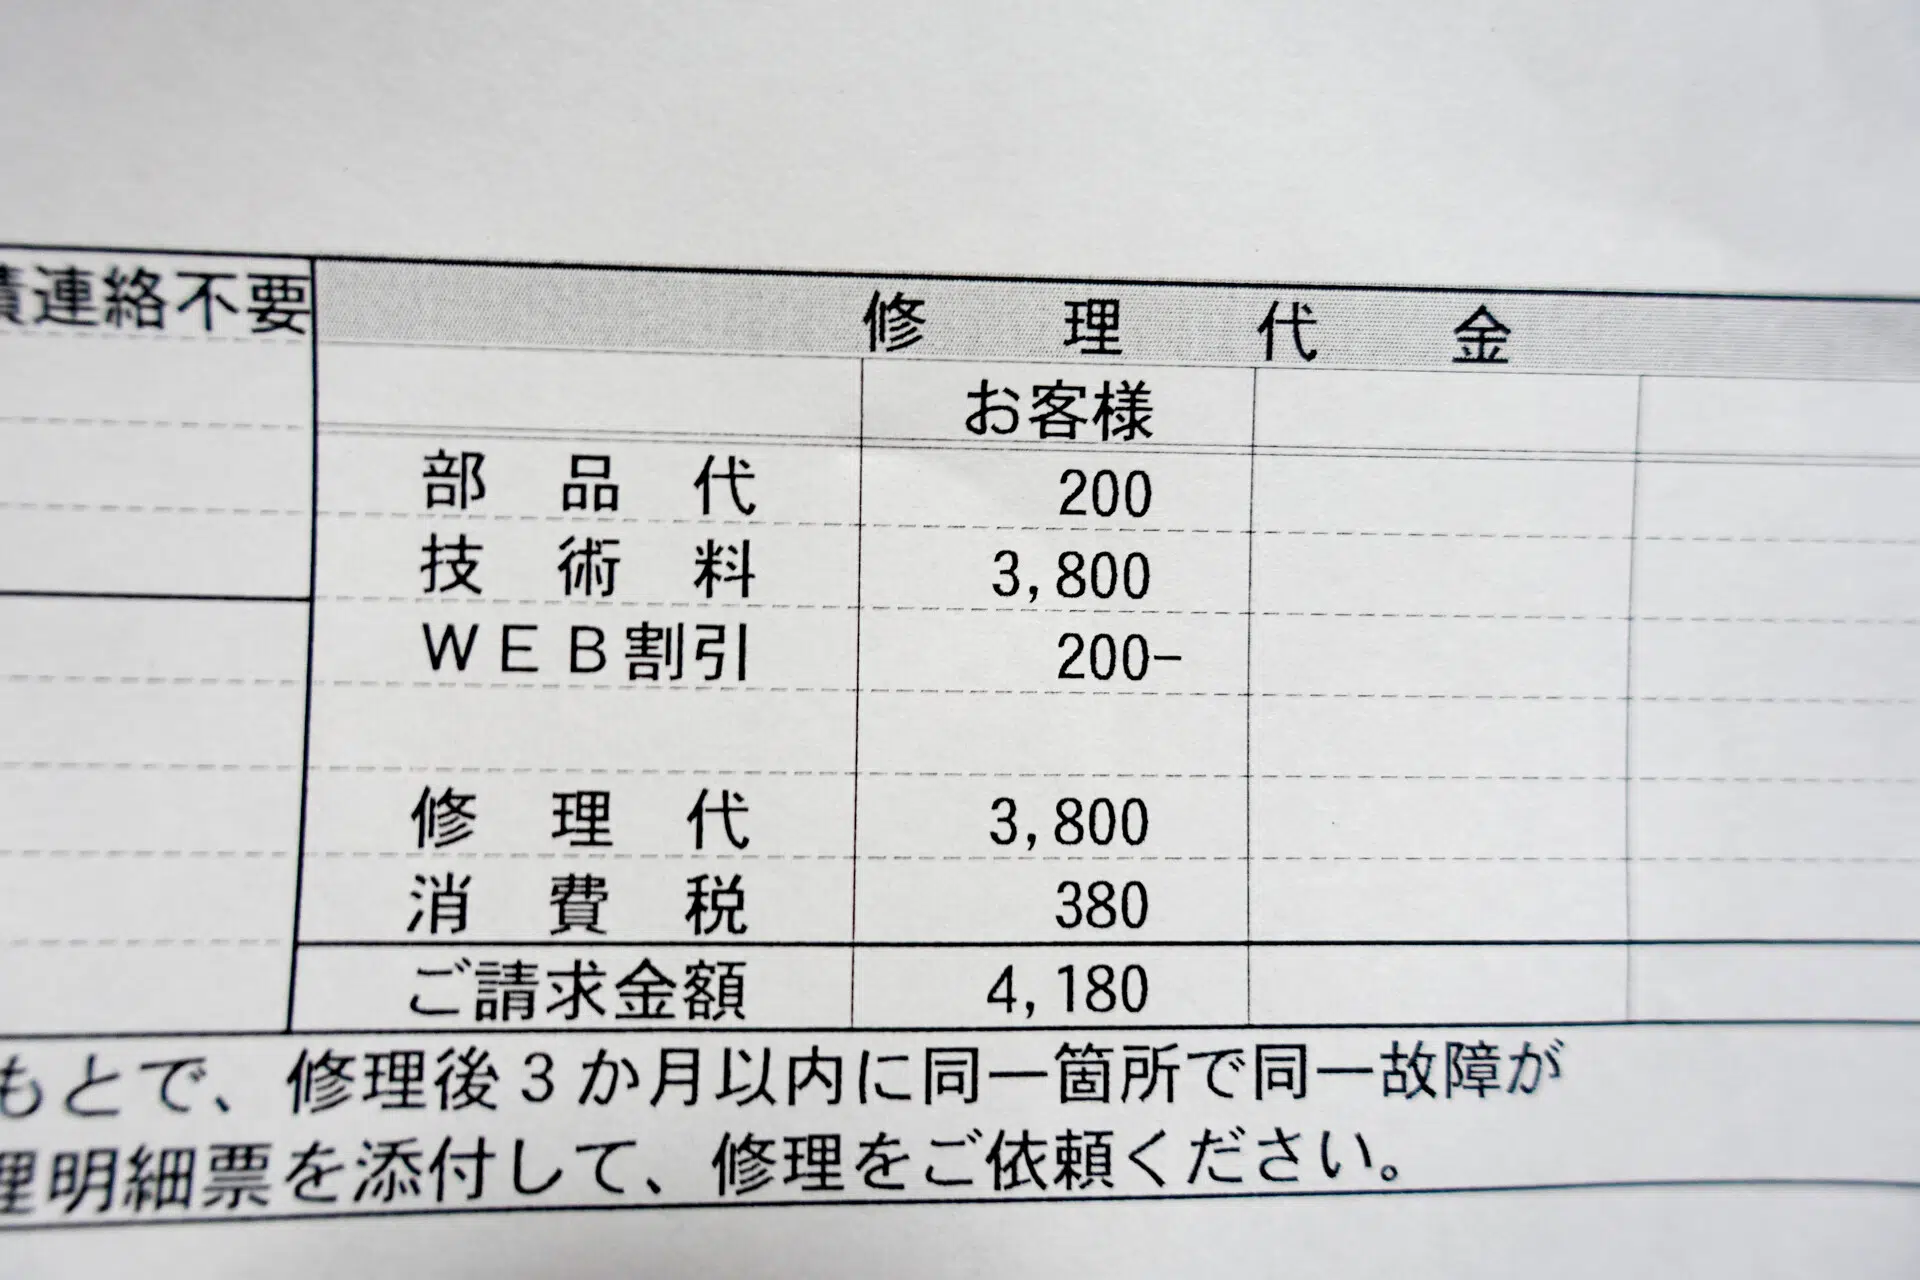 連絡不要
修理代金
お客様
部品代 200
技術料 3,800
ＷＥＢ割引 200−
修理代 3,800
消費税 380
ご請求金額 4,180
もとで、修理後３か月以内に同一箇所で同一故障が
理明細票を添付して、修理をご依頼ください。